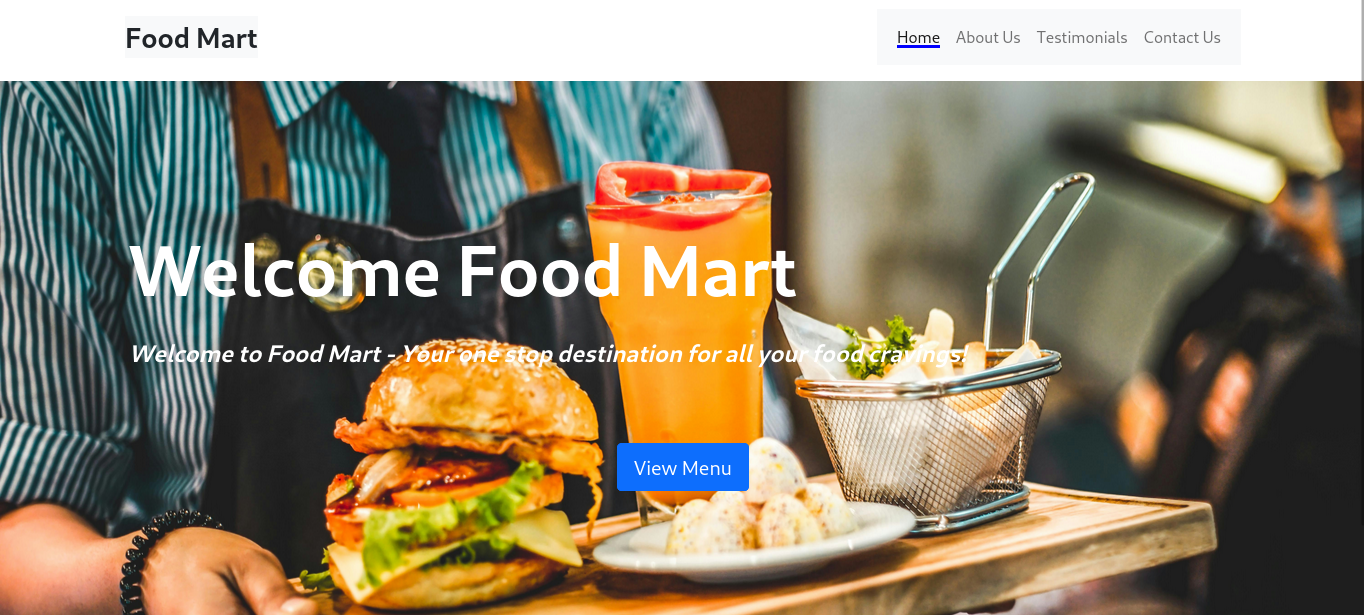 Food Mart
Home About Us Testimonials Contact Us
Welcome Food Mart
Welcome to Food Mart - Your one stop destination for all your food cravings!
View Menu